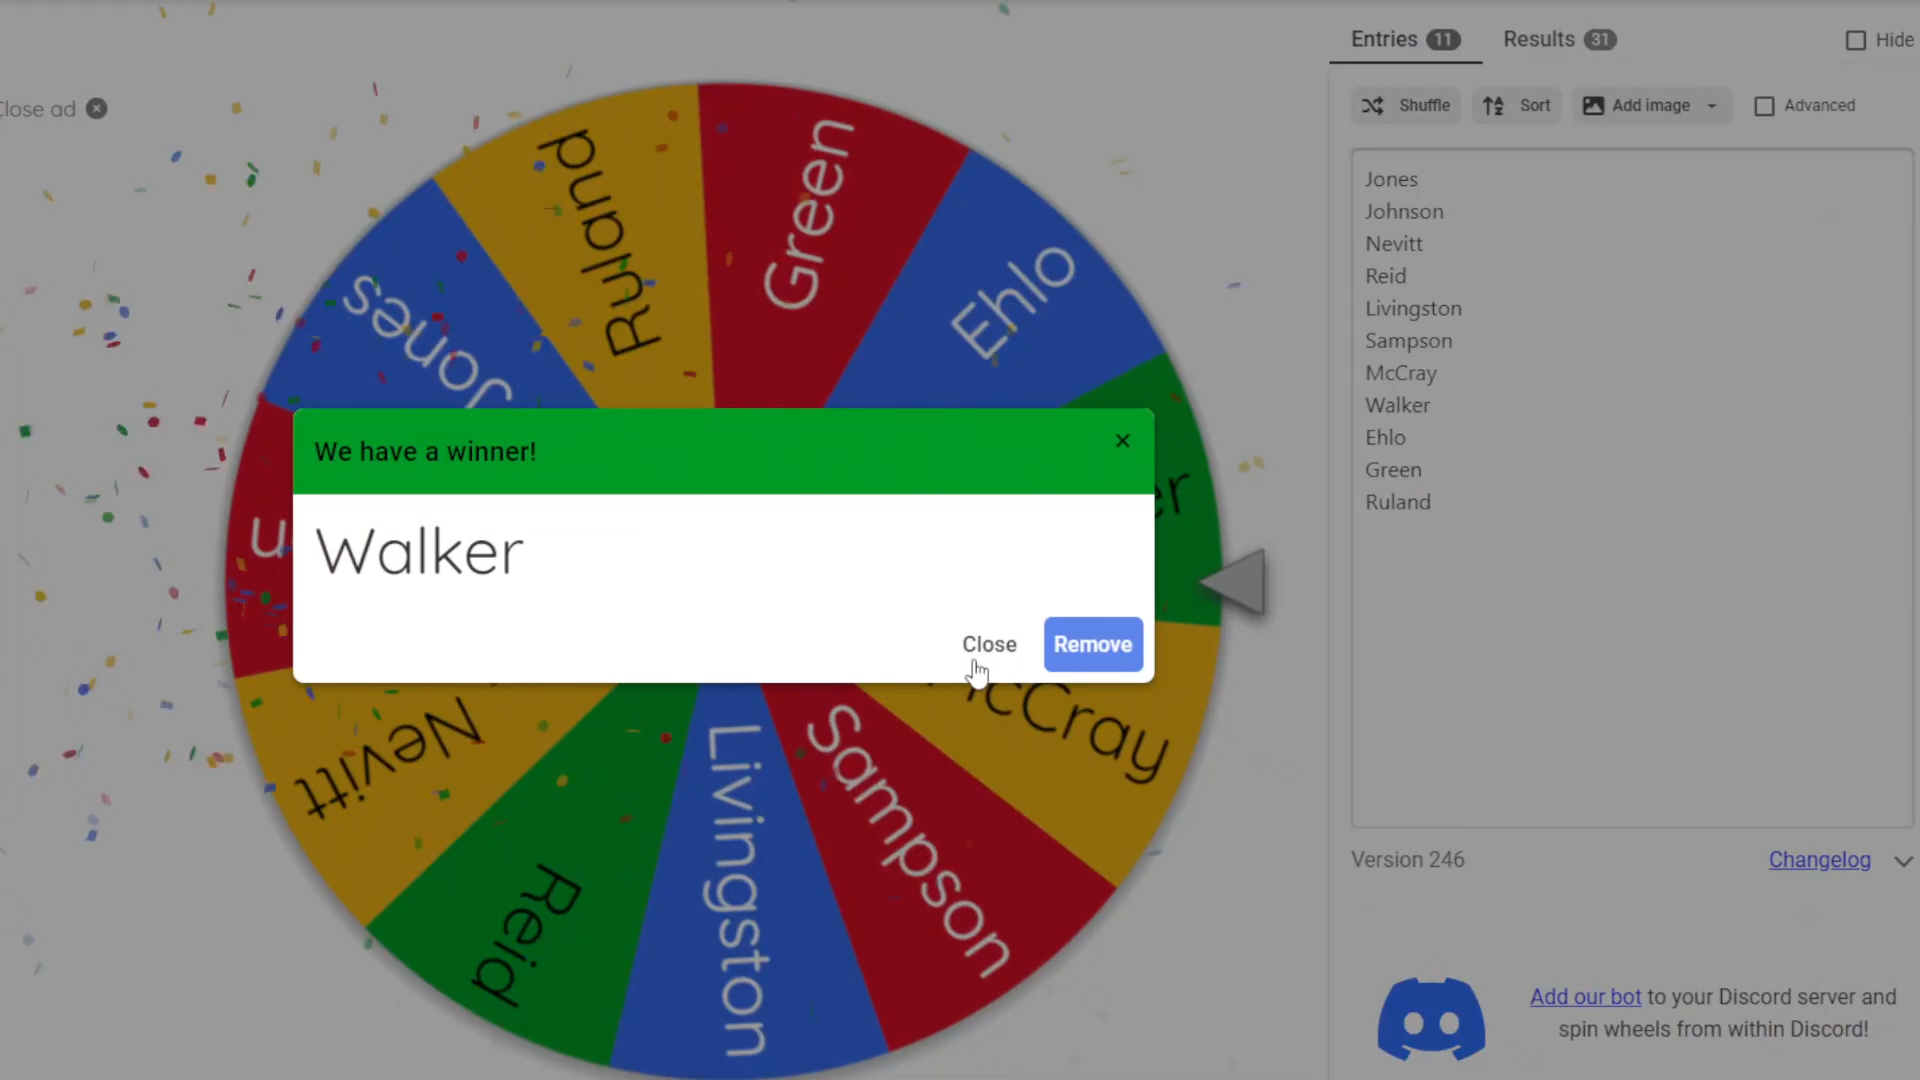 Entries 11
Results 31
Hide
Close ad
Shuffle
Sort
Add image
Advanced
Green
Ruland
Ehlo
Jones
Jones
Johnson
Nevitt
Reid
Livingston
Sampson
McCray
Walker
Ehlo
Green
Ruland
We have a winner!
er
n
Walker
Close
Remove
cCray
Nevitt
Sampson
Livingston
Reid
Version 246
Changelog
Add our bot to your Discord server and
spin wheels from within Discord!